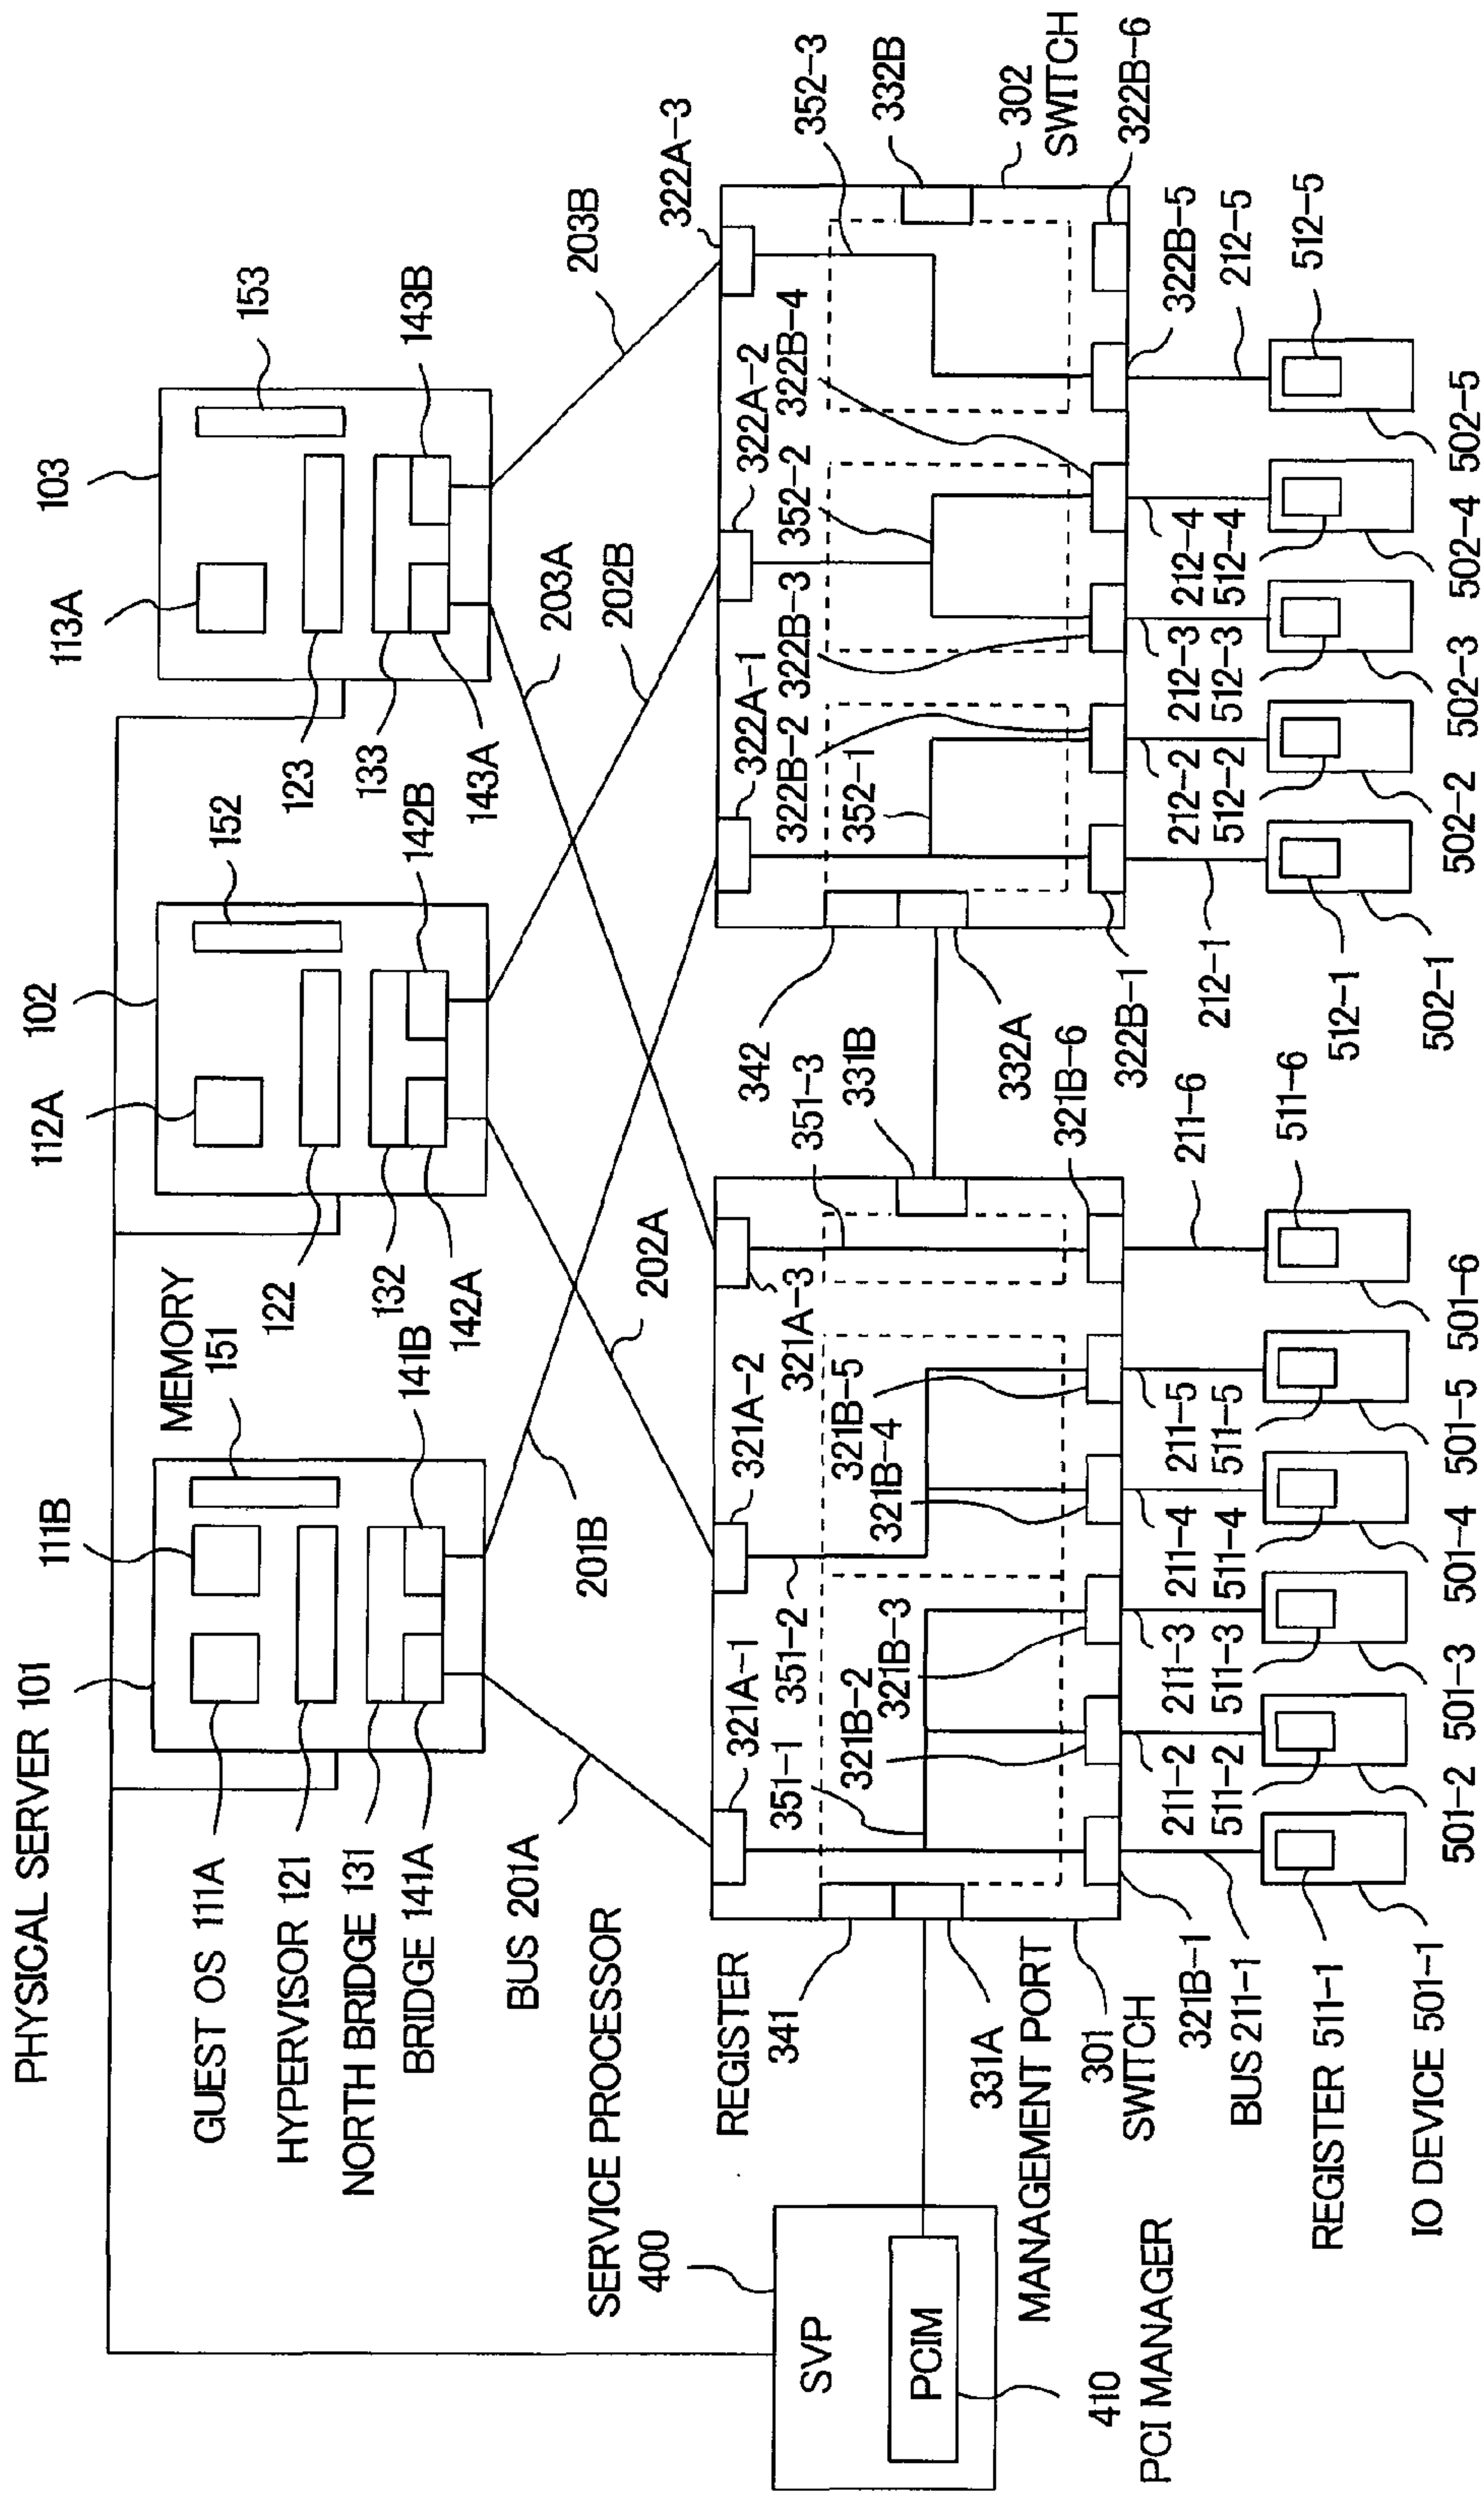 PHYSICAL SERVER 101
111B
MEMORY
151
112A
102
152
113A
103
153
GUEST OS 111A
HYPERVISOR 121
NORTH BRIDGE 131
BRIDGE 141A
141B
122
132
142A
142B
123
133
143A
143B
BUS 201A
201B
202A
203A
202B
203B
SERVICE PROCESSOR
400
SVP
PCIM
410
PCI MANAGER
REGISTER
341
331A
MANAGEMENT PORT
301
SWITCH
321A-1
351-1
351-2
321A-2
321A-3
351-3
331B
321B-2
321B-3
321B-4
321B-5
321B-6
342
332A
322A-1
322A-2
322A-3
322B-2
352-1
322B-3
352-2
322B-4
352-3
332B
302
SWITCH
322B-6
322B-5
322B-1
321B-1
BUS 211-1
REGISTER 511-1
IO DEVICE 501-1
211-2
511-2
501-2
211-3
511-3
501-3
211-4
511-4
501-4
211-5
511-5
501-5
211-6
511-6
501-6
212-1
512-1
502-1
212-2
512-2
502-2
212-3
512-3
502-3
212-4
512-4
502-4
212-5
512-5
502-5